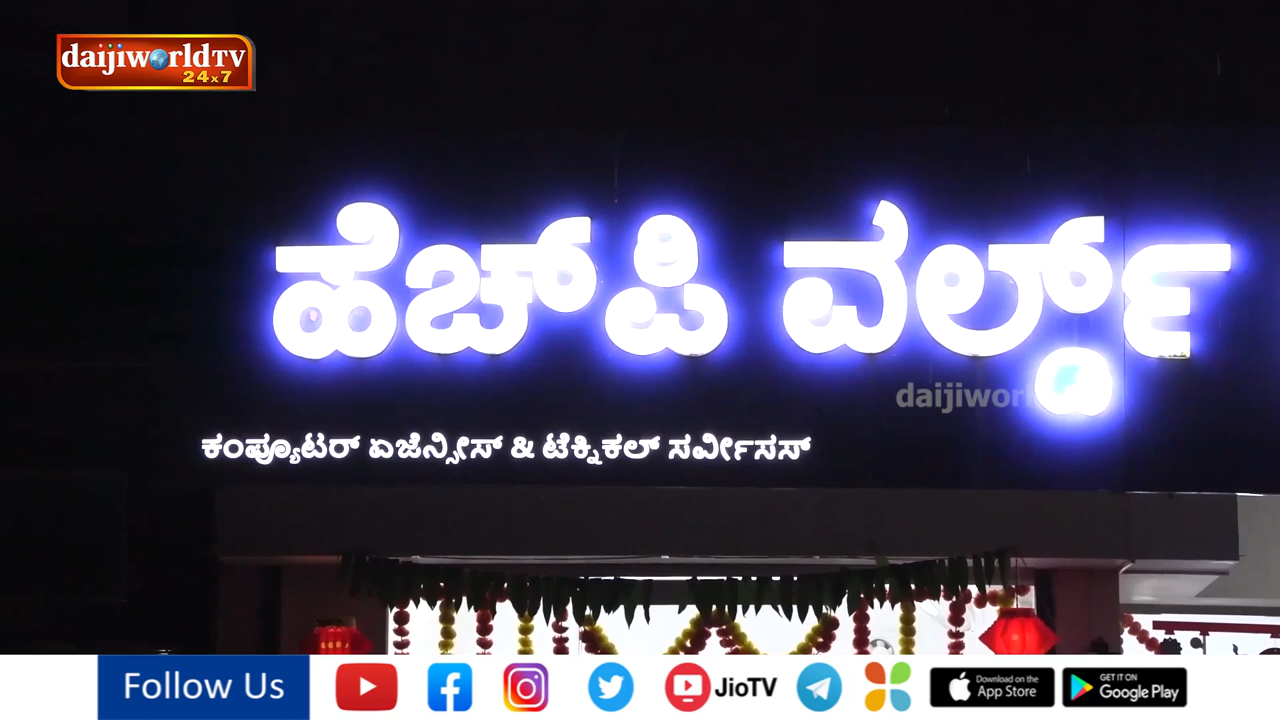 daijiworldTV
24x7
ಹೆಚ್‌ಪಿ ವರ್ಲ್ಡ್
daijiwor
ಕಂಪ್ಯೂಟರ್ ಏಜೆನ್ಸೀಸ್ & ಟೆಕ್ನಿಕಲ್ ಸರ್ವೀಸಸ್
Follow Us
JioTV
Download on the
App Store
GET IT ON
Google Play